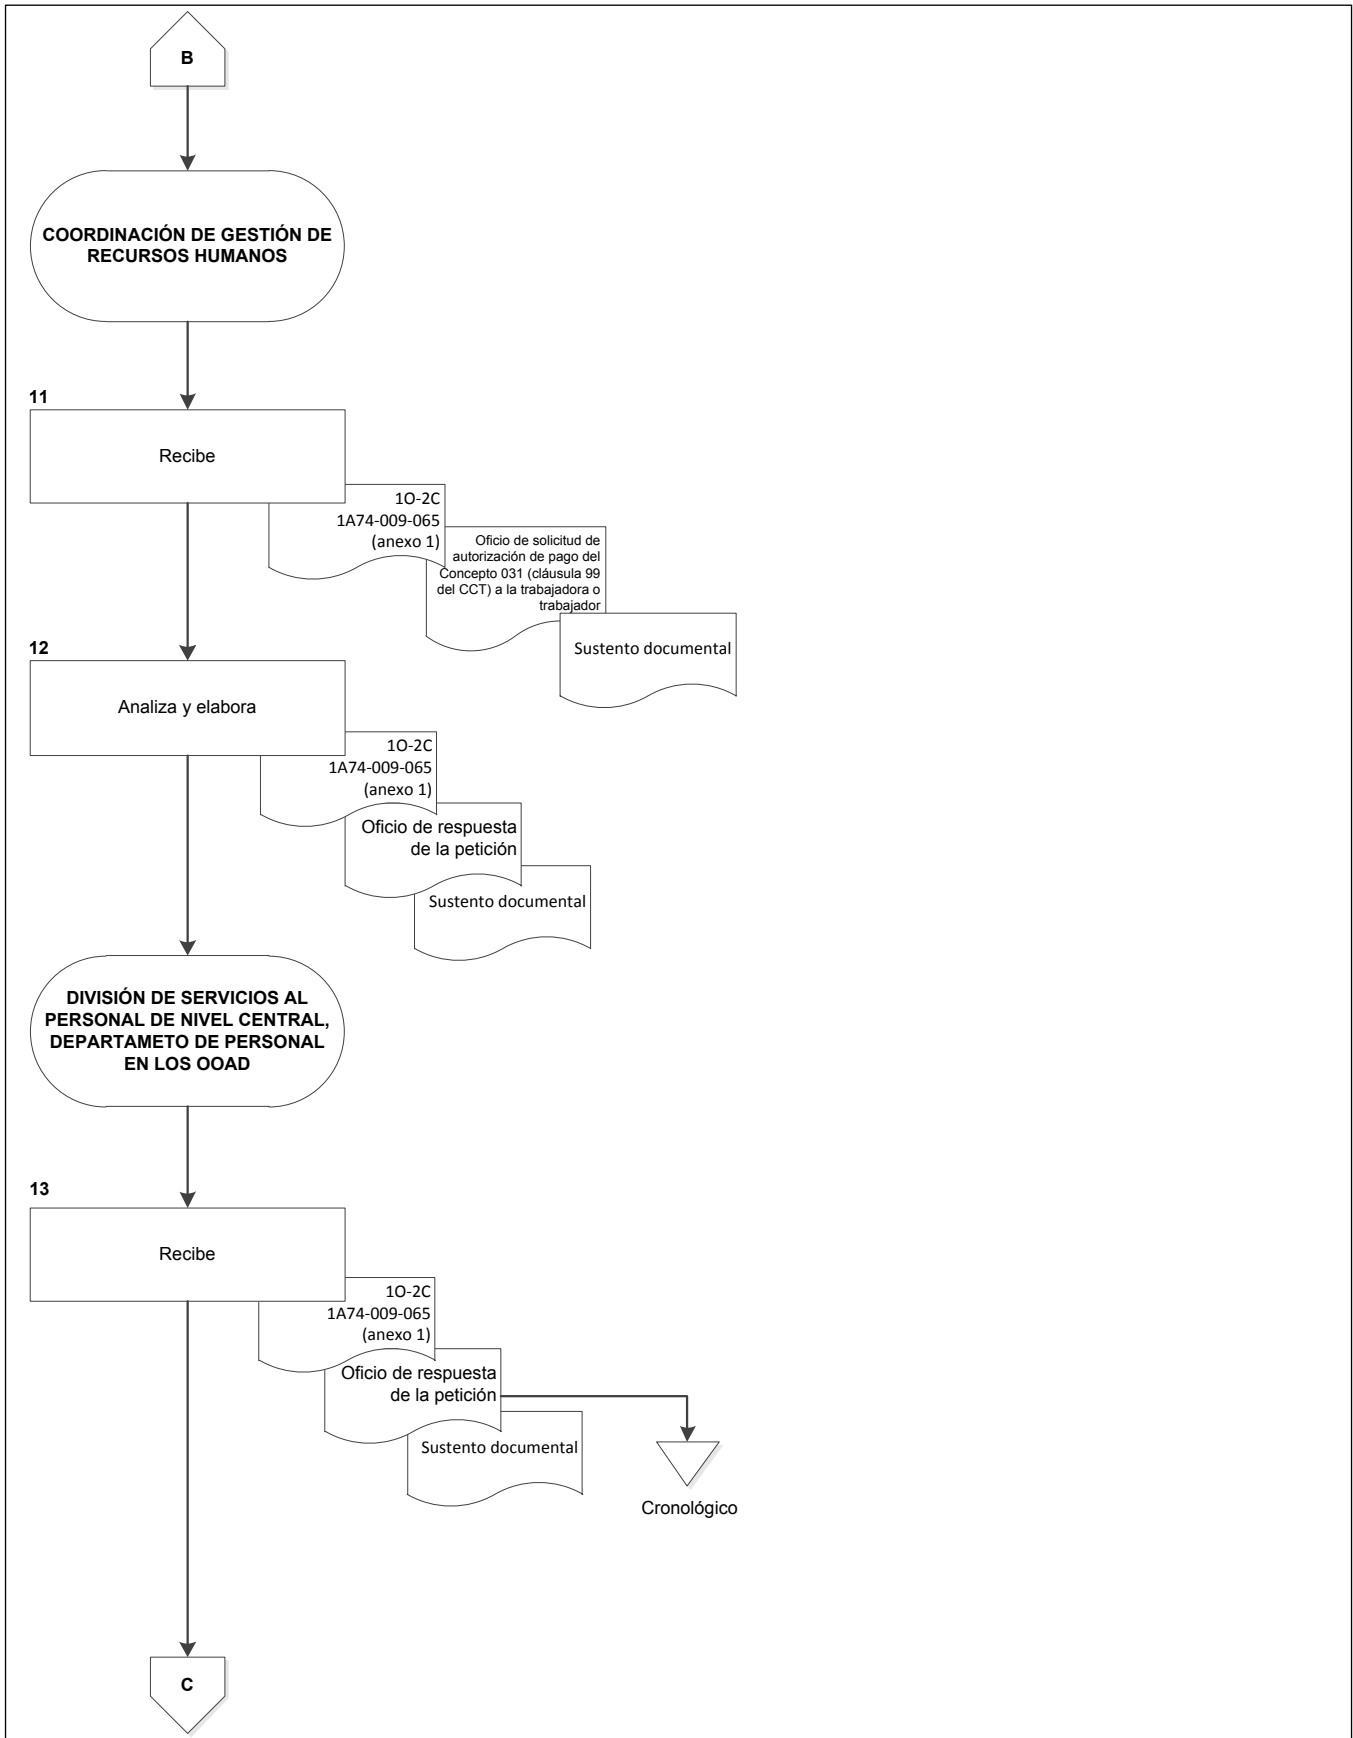 B
COORDINACIÓN DE GESTIÓN DE
RECURSOS HUMANOS
11
Recibe
1O-2C
1A74-009-065
(anexo 1)
Oficio de solicitud de
autorización de pago del
Concepto 031 (cláusula 99
del CCT) a la trabajadora o
trabajador
Sustento documental
12
Analiza y elabora
1O-2C
1A74-009-065
(anexo 1)
Oficio de respuesta
de la petición
Sustento documental
DIVISIÓN DE SERVICIOS AL
PERSONAL DE NIVEL CENTRAL,
DEPARTAMETO DE PERSONAL
EN LOS OOAD
13
Recibe
1O-2C
1A74-009-065
(anexo 1)
Oficio de respuesta
de la petición
Sustento documental
Cronológico
C